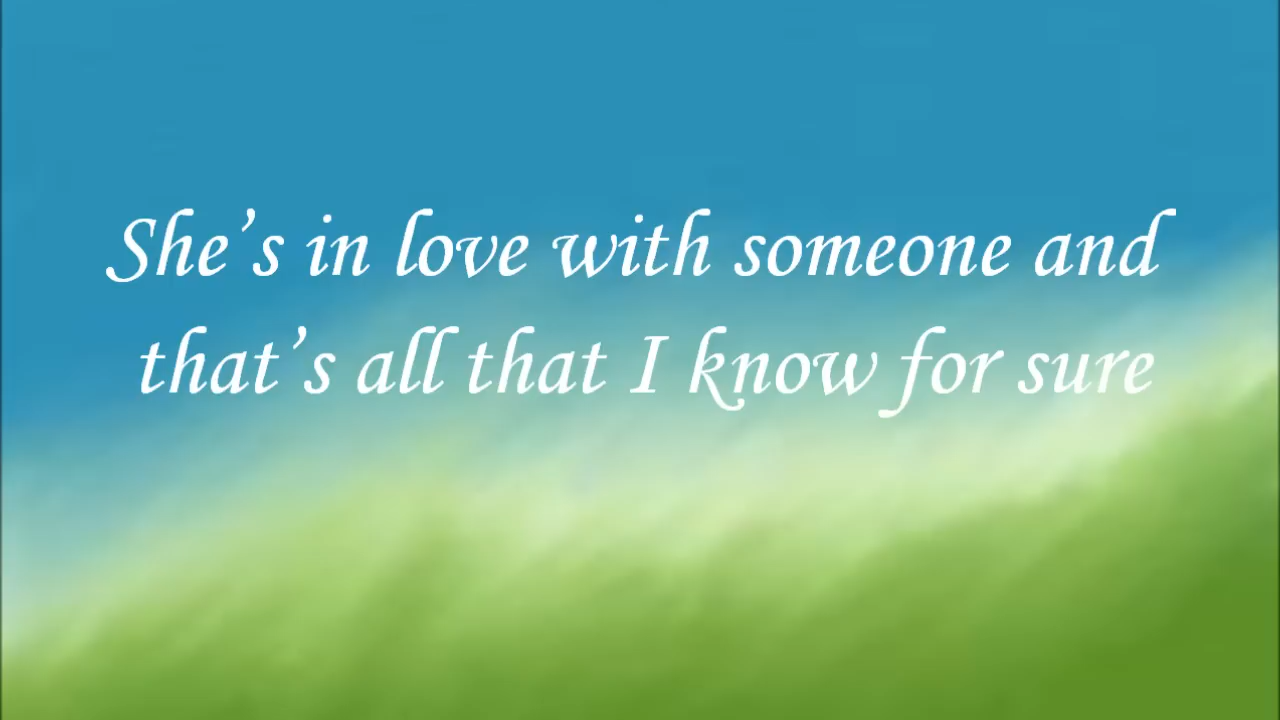 She’s in love with someone and
that’s all that I know for sure